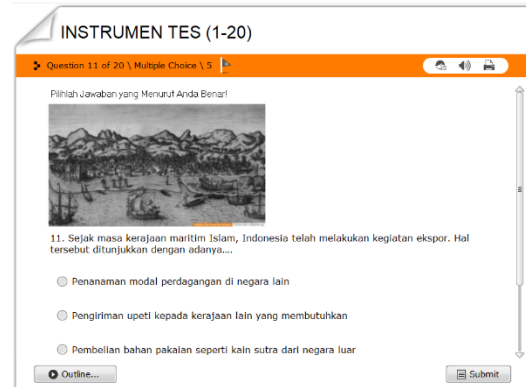 INSTRUMEN TES (1-20)
Question 11 of 20 \ Multiple Choice \ 5
Pilihlah Jawaban yang Menurut Anda Benar!
11. Sejak masa kerajaan maritim Islam, Indonesia telah melakukan kegiatan ekspor. Hal
tersebut ditunjukkan dengan adanya....
Penanaman modal perdagangan di negara lain
Pengiriman upeti kepada kerajaan lain yang membutuhkan
Pembelian bahan pakaian seperti kain sutra dari negara luar
Outline...
Submit